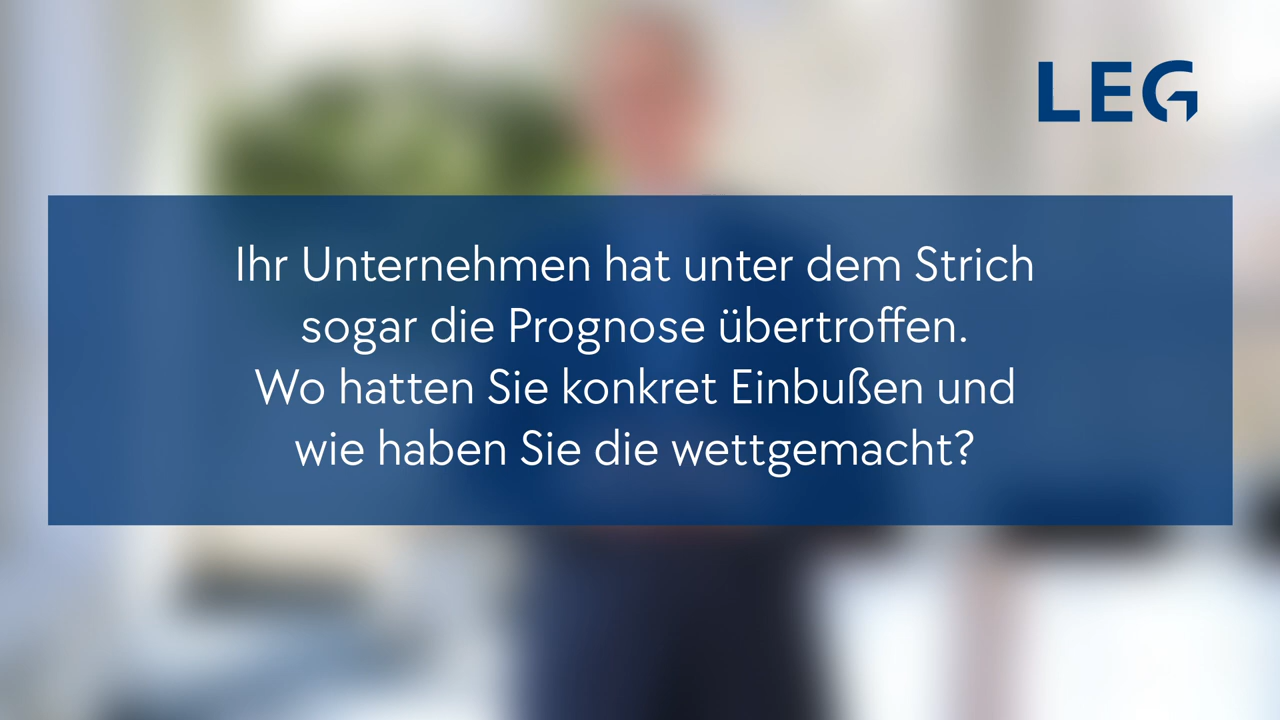 LEG
Ihr Unternehmen hat unter dem Strich
sogar die Prognose übertroffen.
Wo hatten Sie konkret Einbußen und
wie haben Sie die wettgemacht?